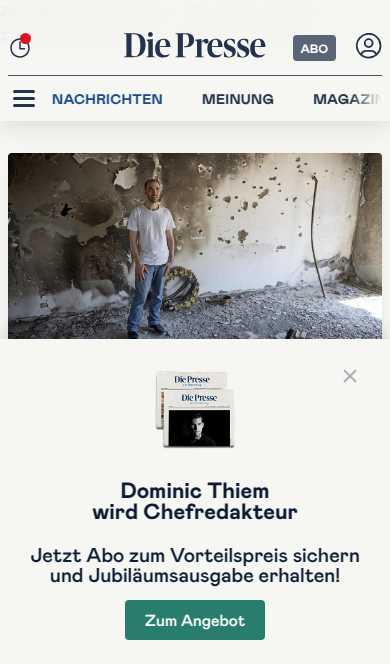 Die Presse
ABO
NACHRICHTEN MEINUNG MAGAZIN
Die Presse
Die Presse
Dominic Thiem
wird Chefredakteur
Jetzt Abo zum Vorteilspreis sichern
und Jubiläumsausgabe erhalten!
Zum Angebot